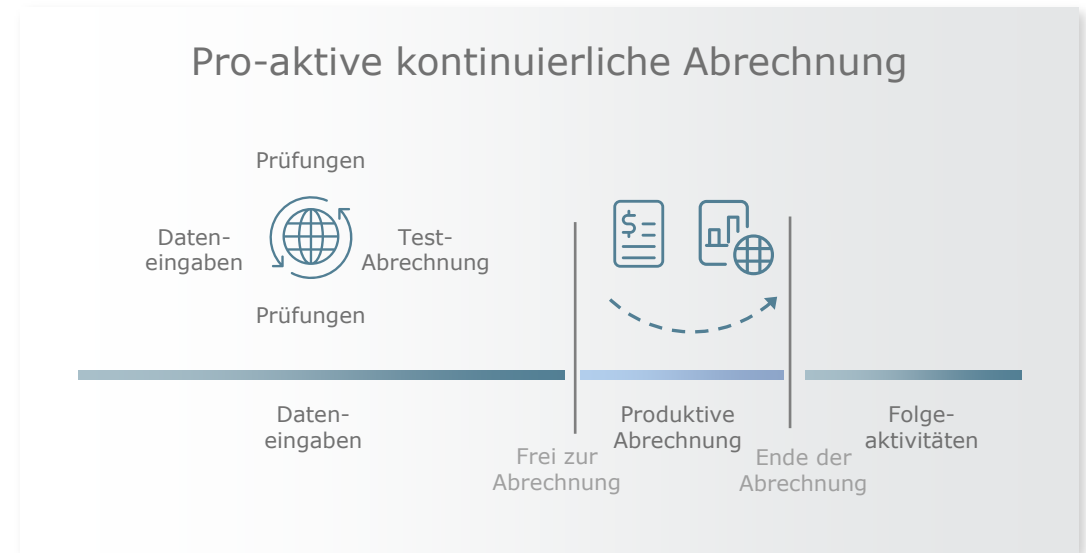 Pro-aktive kontinuierliche Abrechnung
Prüfungen
Daten-
eingaben
Test-
Abrechnung
Prüfungen
$
Daten-
eingaben
Frei zur
Abrechnung
Produktive
Abrechnung
Ende der
Abrechnung
Folge-
aktivitäten